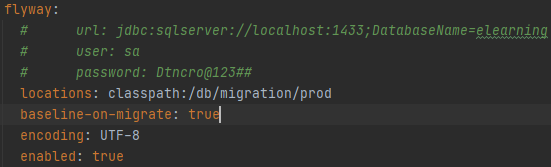 flyway:
#      url: jdbc:sqlserver://localhost:1433;DatabaseName=elearning
#      user: sa
#      password: Dtncro@123##
locations: classpath:/db/migration/prod
baseline-on-migrate: true
encoding: UTF-8
enabled: true